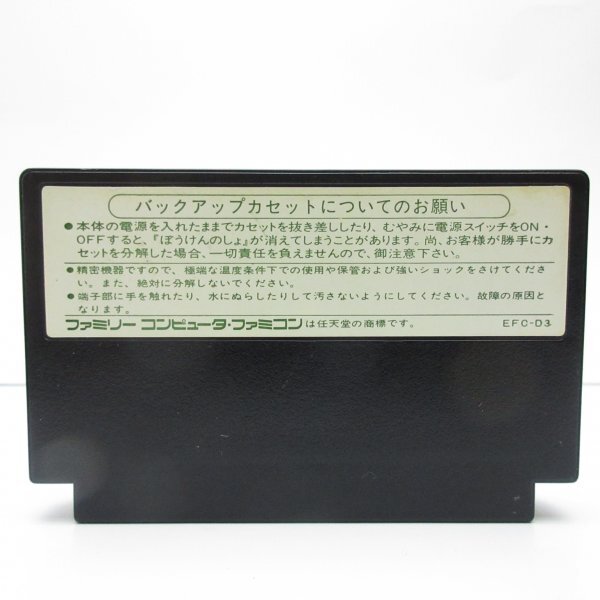 バックアップカセットについてのお願い
●本体の電源を入れたままでカセットを抜き差ししたり、むやみに電源スイッチをON・
OFFすると、『ぼうけんのしょ』が消えてしまうことがあります。尚、お客様が勝手にカ
セットを分解した場合、一切責任を負えませんので、御注意下さい。
●精密機器ですので、極端な温度条件下での使用や保管および強いショックをさけてくださ
い。また、絶対に分解しないでください。
●端子部に手を触れたり、水にぬらしたりして汚さないようにしてください。故障の原因と
なります。
ファミリー コンピュータ・ファミコンは任天堂の商標です。 EFC-D3